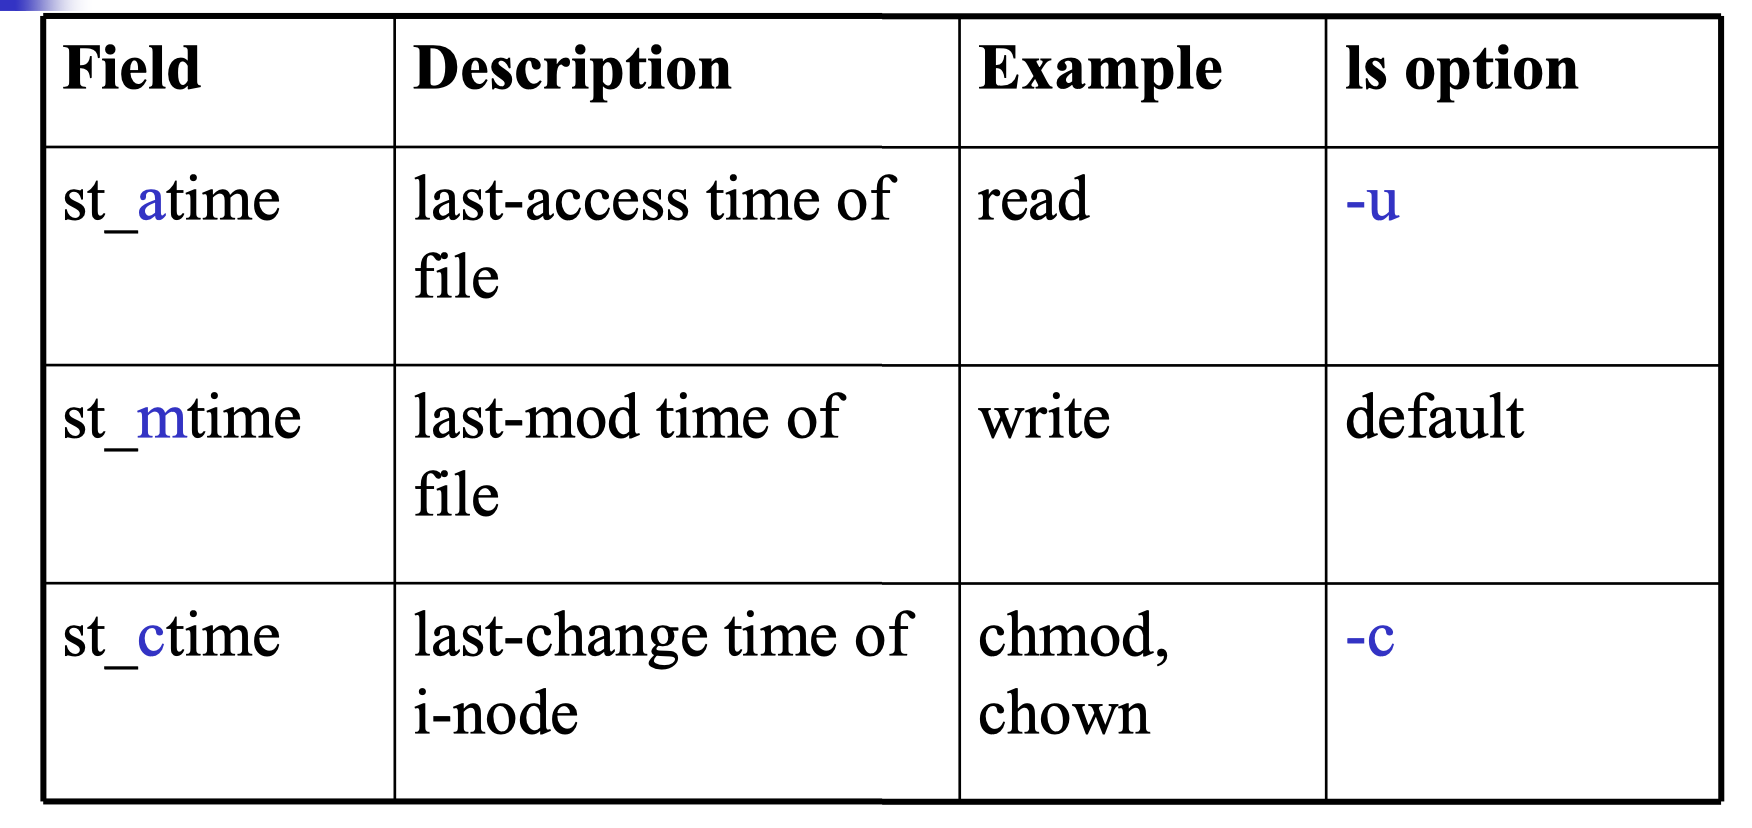 Field Description Example ls option
st_atime last-access time of read -u
file
st_mtime last-mod time of write default
file
st_ctime last-change time of chmod, -c
i-node chown